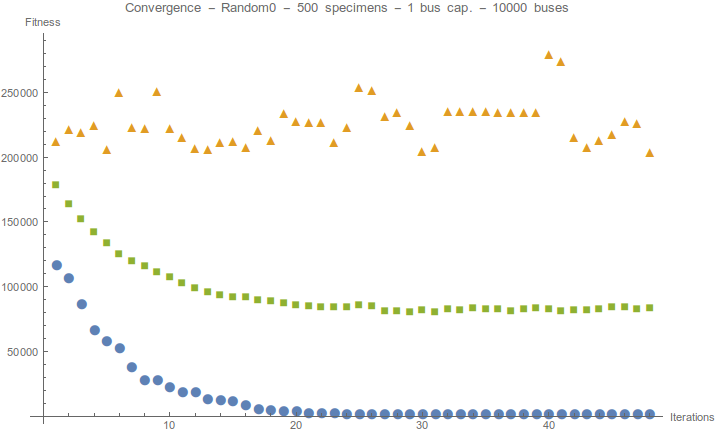 Convergence – Random0 – 500 specimens – 1 bus cap. – 10000 buses
Fitness
250000
200000
150000
100000
50000
10 20 30 40 Iterations